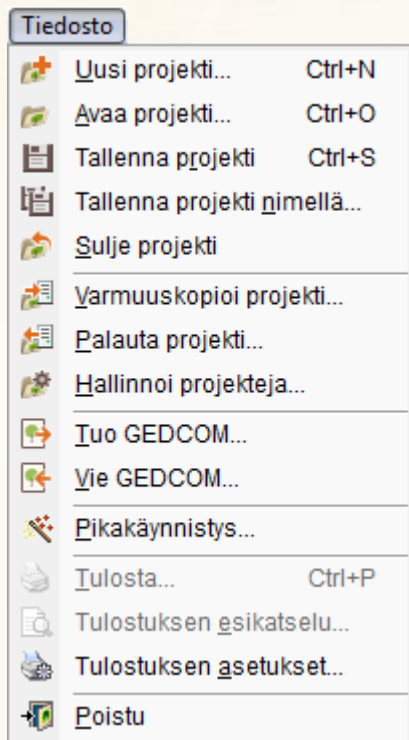 Tiedosto
Uusi projekti... Ctrl+N
Avaa projekti... Ctrl+O
Tallenna projekti Ctrl+S
Tallenna projekti nimellä...
Sulje projekti
Varmuuskopioi projekti...
Palauta projekti...
Hallinnoi projekteja...
Tuo GEDCOM...
Vie GEDCOM...
Pikakäynnistys...
Tulosta... Ctrl+P
Tulostuksen esikatselu...
Tulostuksen asetukset...
Poistu